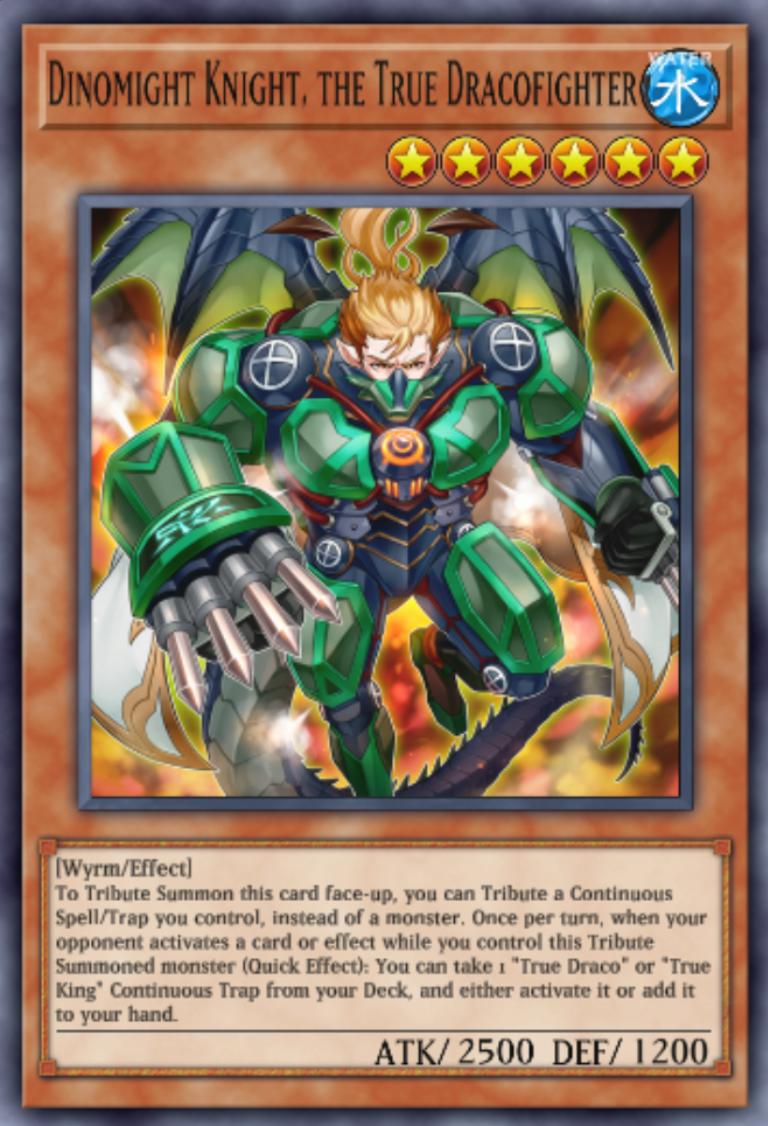 DINOMIGHT KNIGHT, THE TRUE DRACOFIGHTER
WATER
水
[Wyrm/Effect]
To Tribute Summon this card face-up, you can Tribute a Continuous
Spell/Trap you control, instead of a monster. Once per turn, when your
opponent activates a card or effect while you control this Tribute
Summoned monster (Quick Effect): You can take 1 "True Draco" or "True
King" Continuous Trap from your Deck, and either activate it or add it
to your hand.
ATK/ 2500 DEF/ 1200